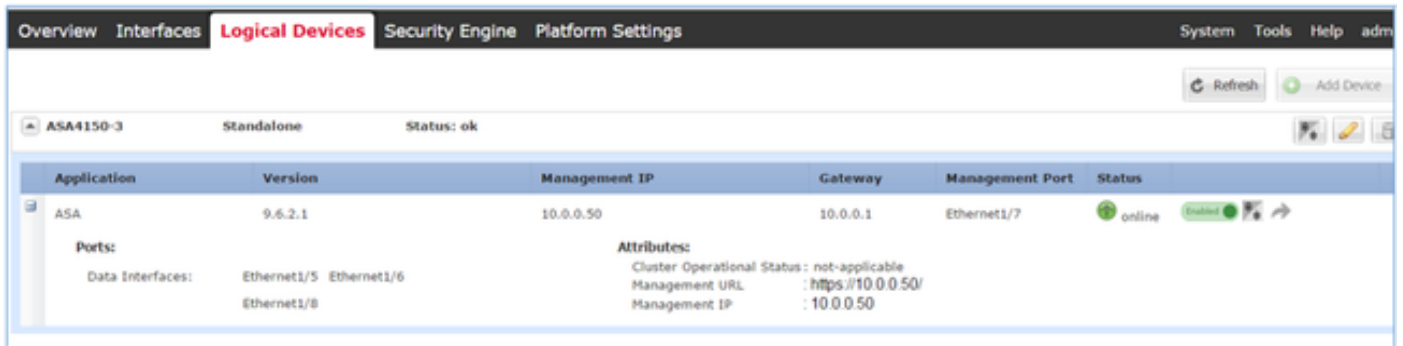 Overview Interfaces Logical Devices Security Engine Platform Settings System Tools Help adm
Refresh Add Device
ASA4150-3 Standalone Status: ok
Application Version Management IP Gateway Management Port Status
ASA 9.6.2.1 10.0.0.50 10.0.0.1 Ethernet1/7 online Enabled
Ports: Attributes:
Cluster Operational Status : not-applicable
Data Interfaces: Ethernet1/5 Ethernet1/6 Management URL : https://10.0.0.50/
Ethernet1/8 Management IP : 10.0.0.50